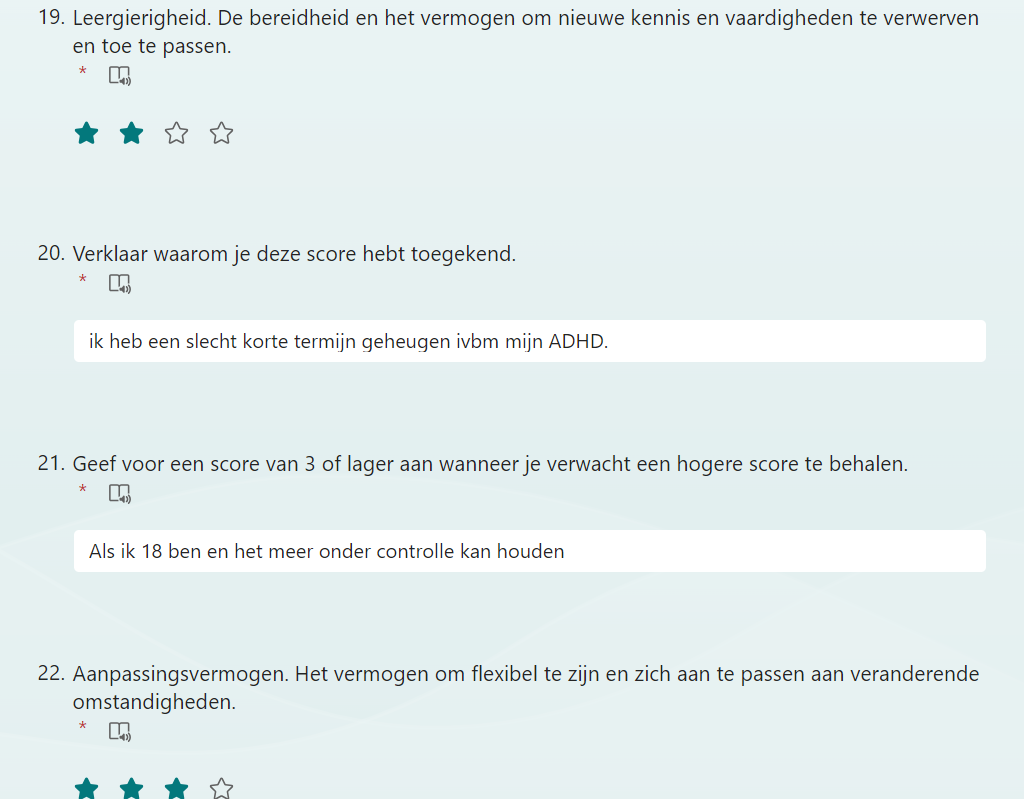 19. Leergierigheid. De bereidheid en het vermogen om nieuwe kennis en vaardigheden te verwerven
en toe te passen.
*
20. Verklaar waarom je deze score hebt toegekend.
*
ik heb een slecht korte termijn geheugen ivbm mijn ADHD.
21. Geef voor een score van 3 of lager aan wanneer je verwacht een hogere score te behalen.
*
Als ik 18 ben en het meer onder controlle kan houden
22. Aanpassingsvermogen. Het vermogen om flexibel te zijn en zich aan te passen aan veranderende
omstandigheden.
*